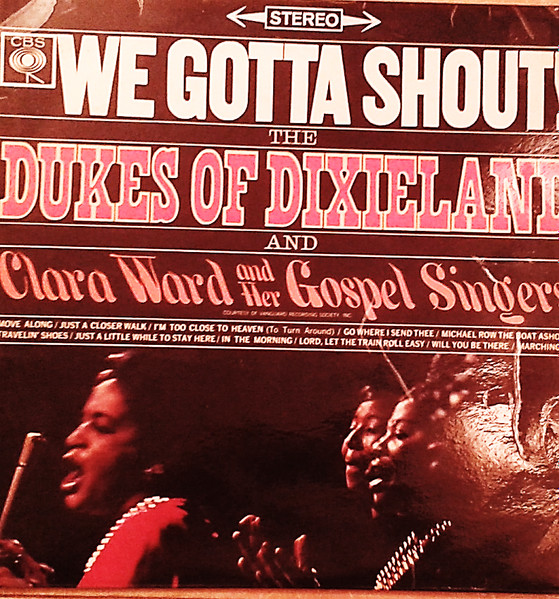 STEREO
CBS
"WE GOTTA SHOUT!
THE
DUKES OF DIXIELAND
AND
Clara Ward and Her Gospel Singers
COURTESY OF VANGUARD RECORDING SOCIETY, INC.
MOVE ALONG / JUST A CLOSER WALK / I'M TOO CLOSE TO HEAVEN (To Turn Around) / GO WHERE I SEND THEE / MICHAEL ROW THE BOAT ASHO
TRAVELIN' SHOES / JUST A LITTLE WHILE TO STAY HERE / IN THE MORNING / LORD, LET THE TRAIN ROLL EASY / WILL YOU BE THERE / MARCHING